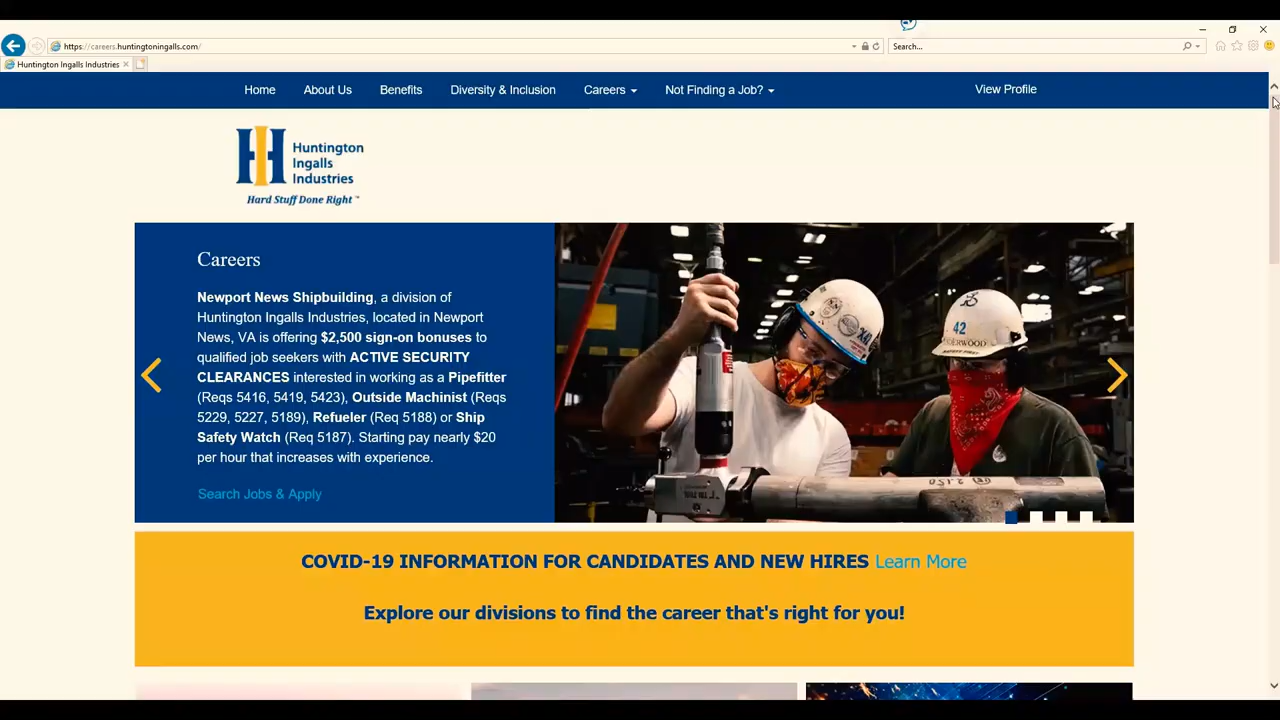 https://careers.huntingtoningalls.com/
Search...
Huntington Ingalls Industries
Home About Us Benefits Diversity & Inclusion Careers Not Finding a Job? View Profile
Huntington
Ingalls
Industries
Hard Stuff Done Right™
Careers
Newport News Shipbuilding, a division of
Huntington Ingalls Industries, located in Newport
News, VA is offering $2,500 sign-on bonuses to
qualified job seekers with ACTIVE SECURITY
CLEARANCES interested in working as a Pipefitter
(Reqs 5416, 5419, 5423), Outside Machinist (Reqs
5229, 5227, 5189), Refueler (Req 5188) or Ship
Safety Watch (Req 5187). Starting pay nearly $20
per hour that increases with experience.
Search Jobs & Apply
42
COVID-19 INFORMATION FOR CANDIDATES AND NEW HIRES Learn More
Explore our divisions to find the career that's right for you!